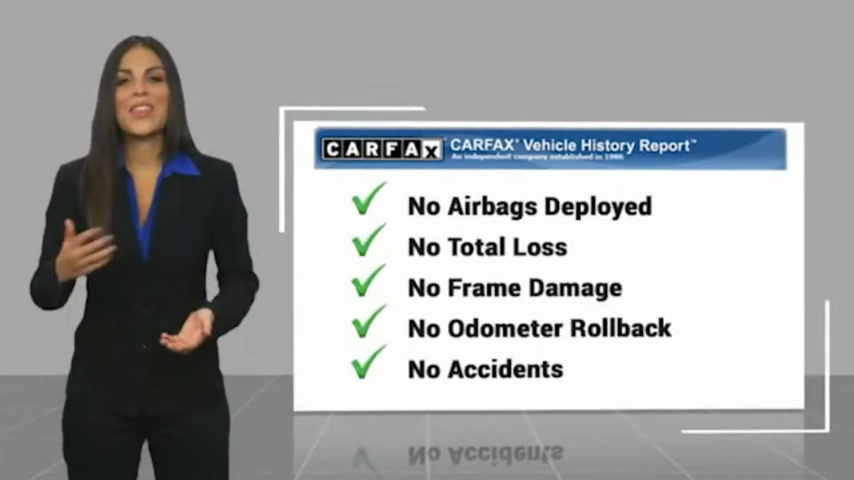 CARFAX CARFAX® Vehicle History Report™
An independent company established in 1986
No Airbags Deployed
No Total Loss
No Frame Damage
No Odometer Rollback
No Accidents
No Accidents